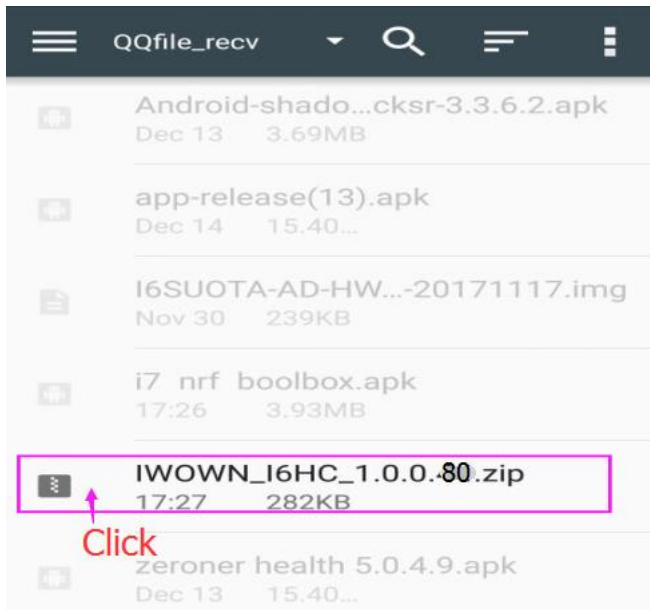 QQfile_recv
Android-shado...cksr-3.3.6.2.apk
Dec 13 3.69MB
app-release(13).apk
Dec 14 15.40...
I6SUOTA-AD-HW...-20171117.img
Nov 30 239KB
i7 nrf boolbox.apk
17:26 3.93MB
IWOWN_I6HC_1.0.0.80.zip
17:27 282KB
Click
zeroner health 5.0.4.9.apk
Dec 13 15.40...